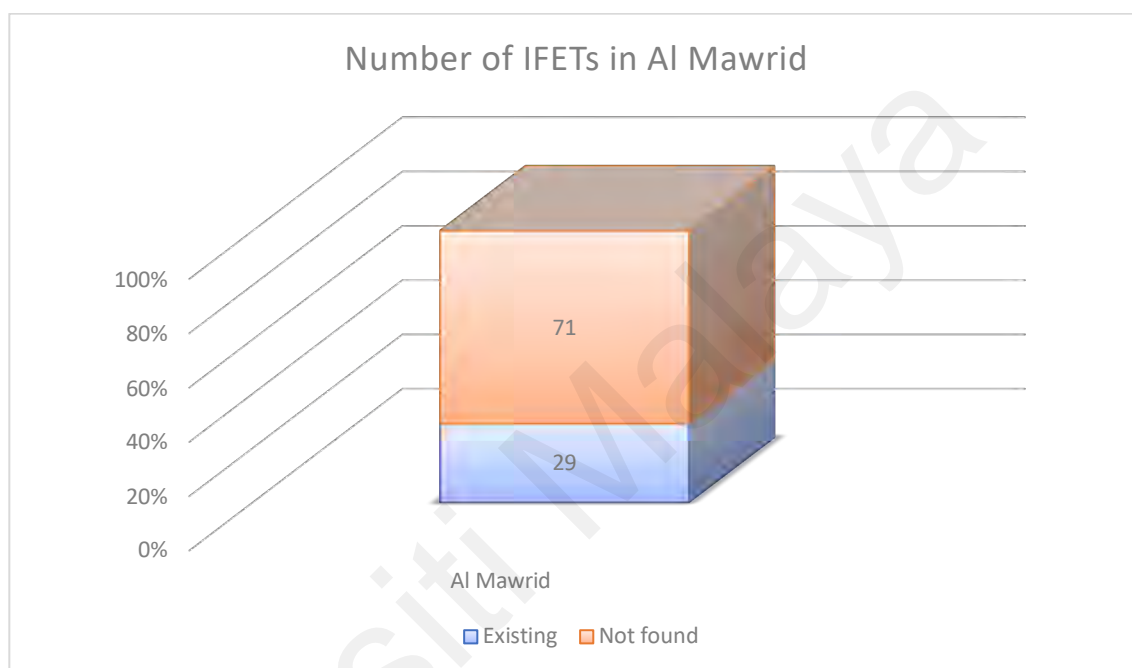 Number of IFETs in Al Mawrid
100%
80%
60%
40%
20%
0%
71
29
Al Mawrid
Existing
Not found
siti Malaya